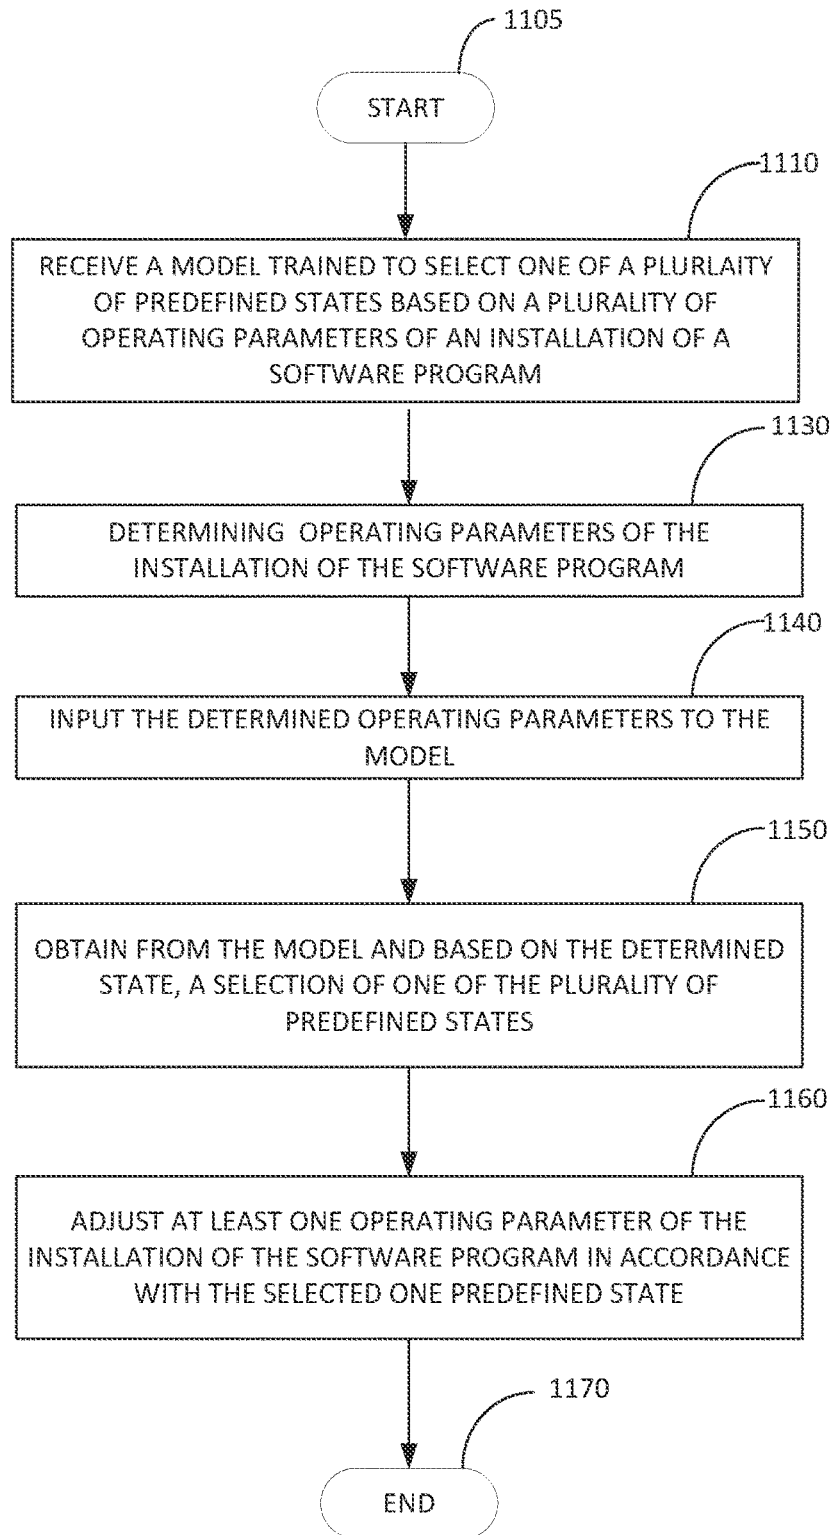 1105
START
1110
RECEIVE A MODEL TRAINED TO SELECT ONE OF A PLURLAITY
OF PREDEFINED STATES BASED ON A PLURALITY OF
OPERATING PARAMETERS OF AN INSTALLATION OF A
SOFTWARE PROGRAM
1130
DETERMINING OPERATING PARAMETERS OF THE
INSTALLATION OF THE SOFTWARE PROGRAM
1140
INPUT THE DETERMINED OPERATING PARAMETERS TO THE
MODEL
1150
OBTAIN FROM THE MODEL AND BASED ON THE DETERMINED
STATE, A SELECTION OF ONE OF THE PLURALITY OF
PREDEFINED STATES
1160
ADJUST AT LEAST ONE OPERATING PARAMETER OF THE
INSTALLATION OF THE SOFTWARE PROGRAM IN ACCORDANCE
WITH THE SELECTED ONE PREDEFINED STATE
1170
END